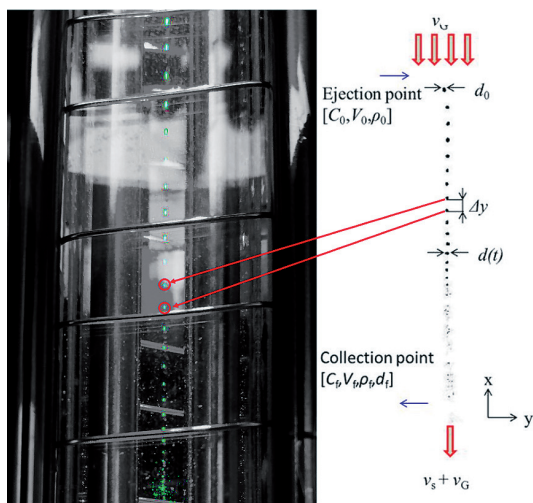 v_G
Ejection point
[C_0,V_0,ρ_0]
d_0
Δy
d(t)
Collection point
[C_f,V_f,ρ_f,d_f]
x
y
v_s + v_G